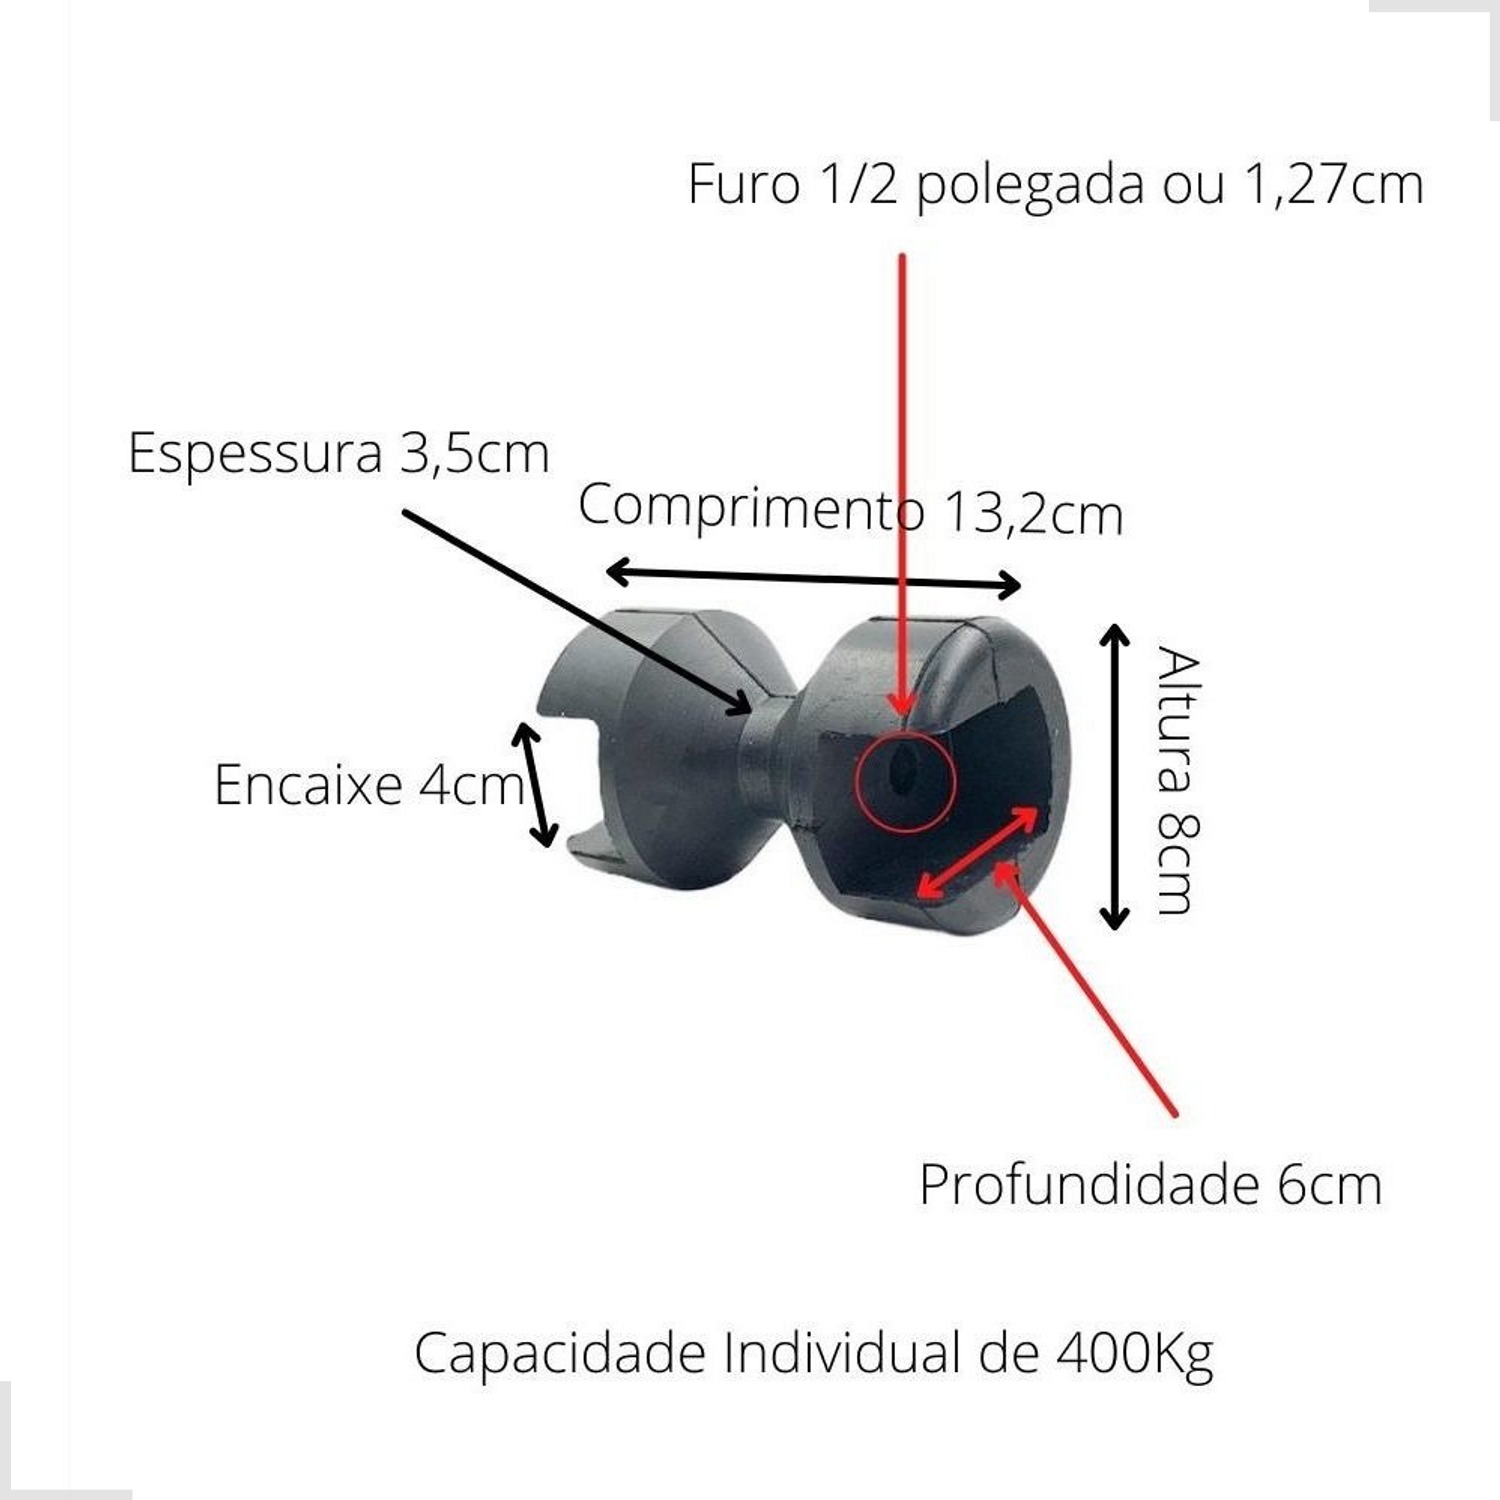 Furo 1/2 polegada ou 1,27cm
Espessura 3,5cm
Comprimento 13,2cm
Encaixe 4cm
Altura 8cm
Profundidade 6cm
Capacidade Individual de 400Kg